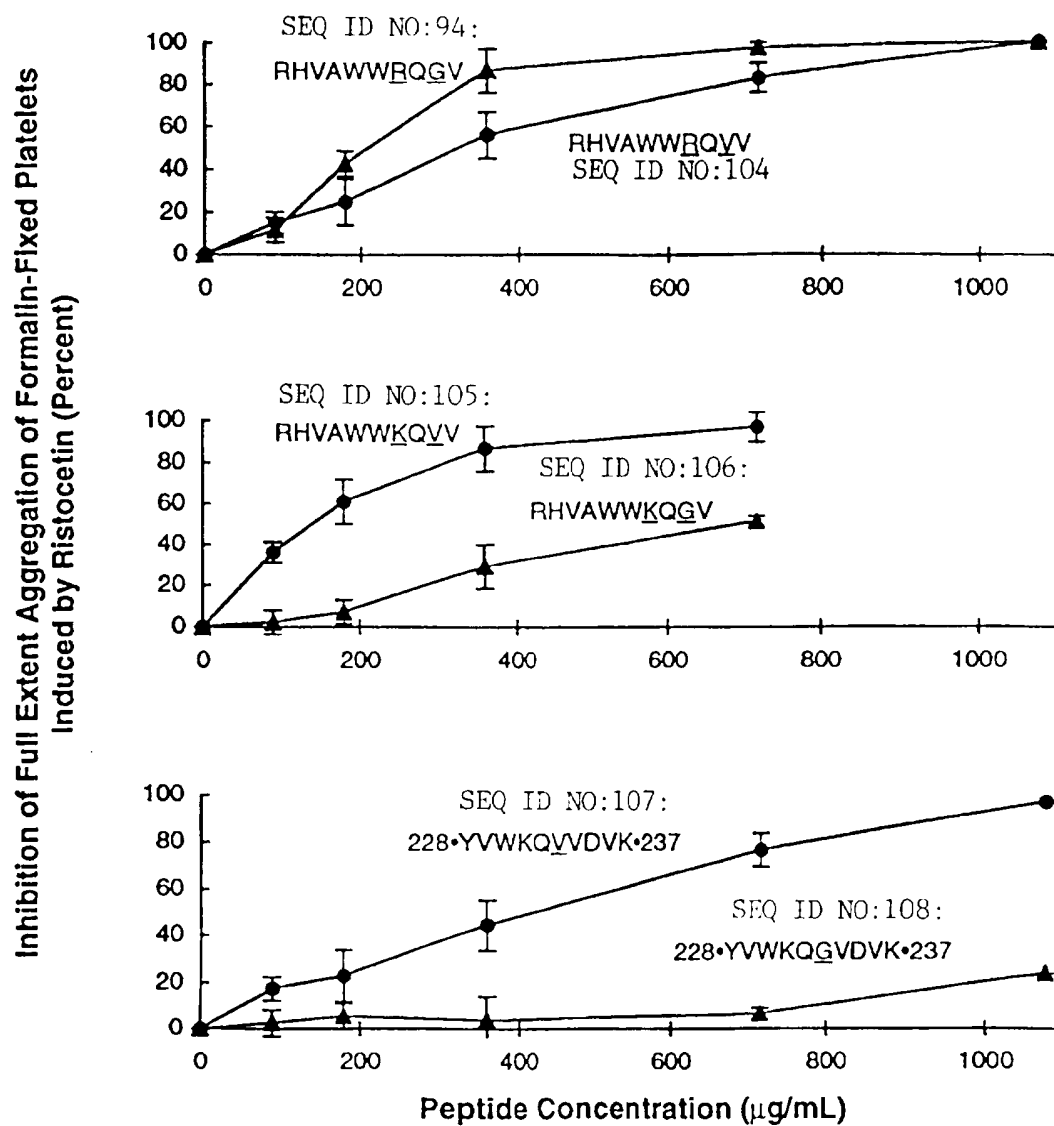 Inhibition of Full Extent Aggregation of Formalin-Fixed Platelets
Induced by Ristocetin (Percent)
SEQ ID NO:94:
RHVAWWRQGV
RHVAWWRQVV
SEQ ID NO:104
100
80
60
40
20
0
0 200 400 600 800 1000
SEQ ID NO:105:
RHVAWWKQVV
SEQ ID NO:106:
RHVAWWKQGV
100
80
60
40
20
0
0 200 400 600 800 1000
SEQ ID NO:107:
228•YVWKQVVDVK•237
SEQ ID NO:108:
228•YVWKQGVDVK•237
100
80
60
40
20
0
0 200 400 600 800 1000
Peptide Concentration (µg/mL)